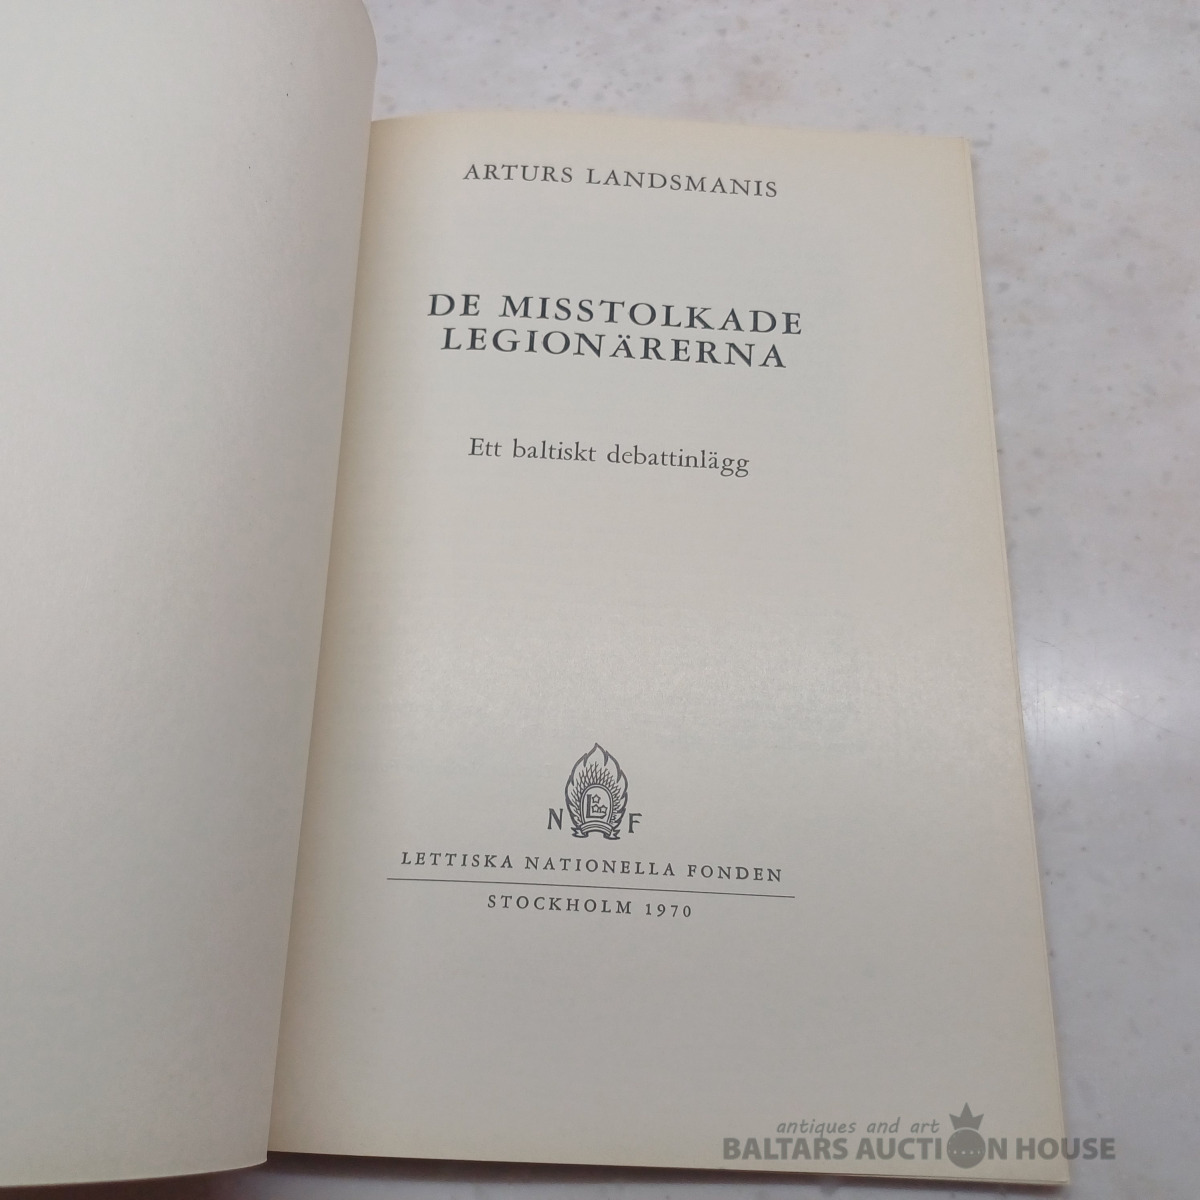 ARTURS LANDSMANIS
DE MISSTOLKADE
LEGIONÄRERNA
Ett baltiskt debattinlägg
N L F
LETTISKA NATIONELLA FONDEN
STOCKHOLM 1970
antiques and art
BALTARS AUCTION HOUSE